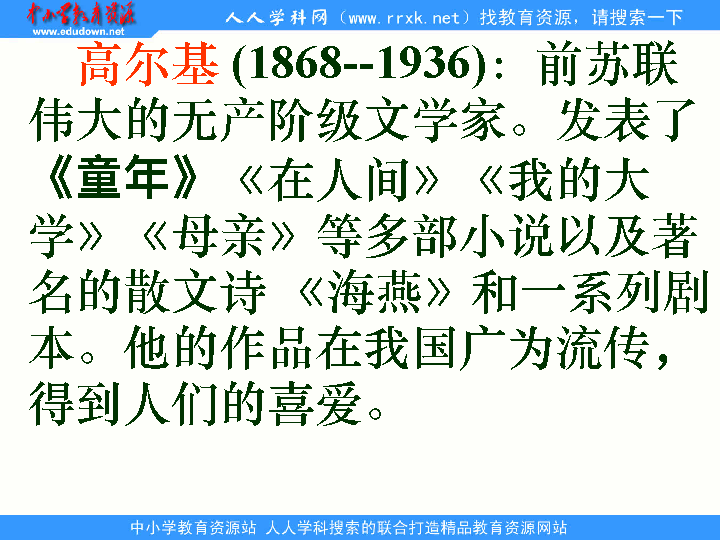 中小学教育资源
www.edudown.net
人人学科网（www.rrxk.net）找教育资源，请搜索一下
高尔基 (1868--1936)：前苏联
伟大的无产阶级文学家。发表了
《童年》《在人间》《我的大
学》《母亲》等多部小说以及著
名的散文诗 《海燕》和一系列剧
本。他的作品在我国广为流传，
得到人们的喜爱。
中小学教育资源站 人人学科搜索的联合打造精品教育资源网站